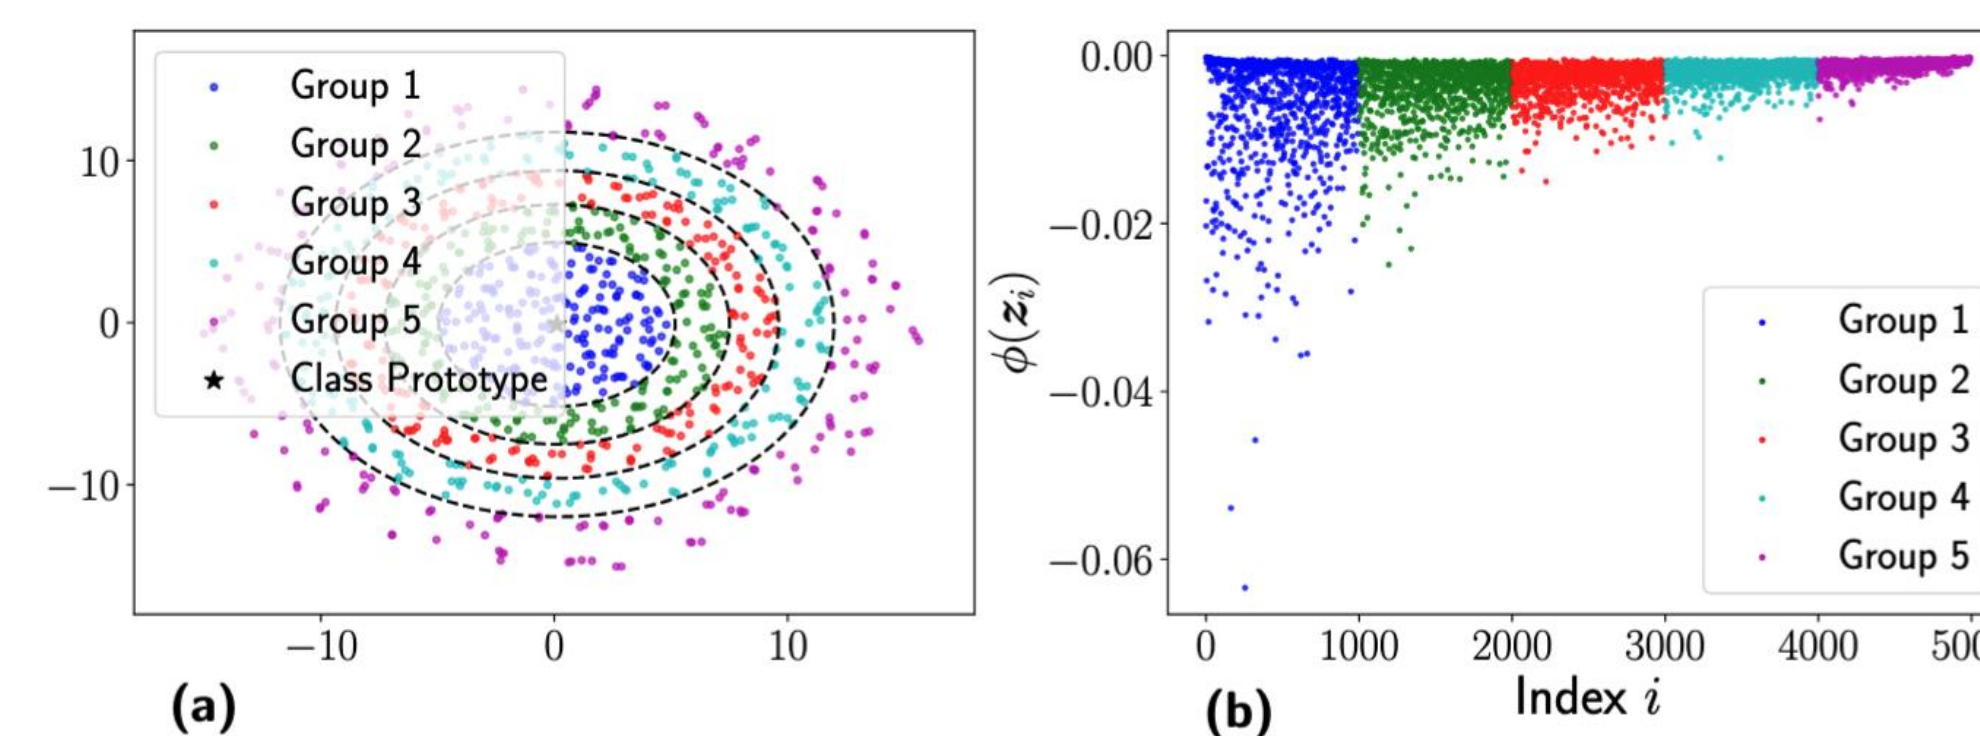 Group 1
Group 2
Group 3
Group 4
Group 5
Class Prototype
10
0
−10
−10
0
10
(a)
0.00
−0.02
−0.04
−0.06
ϕ(z_i)
Group 1
Group 2
Group 3
Group 4
Group 5
0
1000
2000
3000
4000
500
Index i
(b)